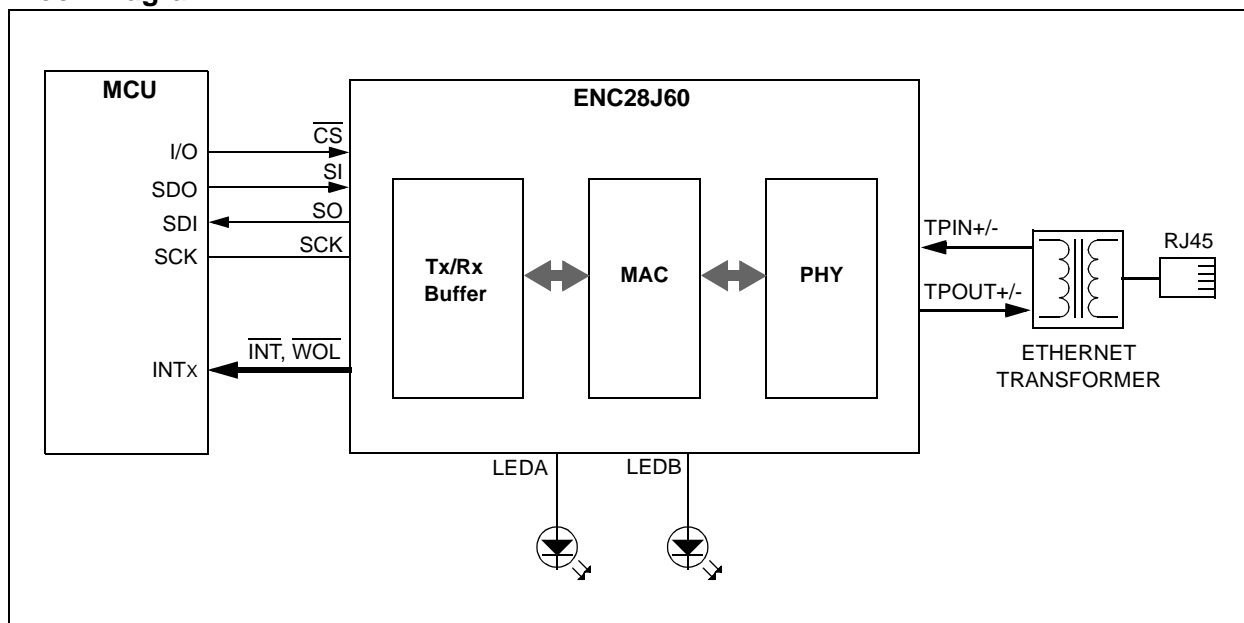 MCU
ENC28J60
I/O
CS
SDO
SI
SDI
SO
SCK
SCK
INTX
INT, WOL
Tx/Rx
Buffer
MAC
PHY
TPIN+/-
TPOUT+/-
RJ45
ETHERNET
TRANSFORMER
LEDA
LEDB